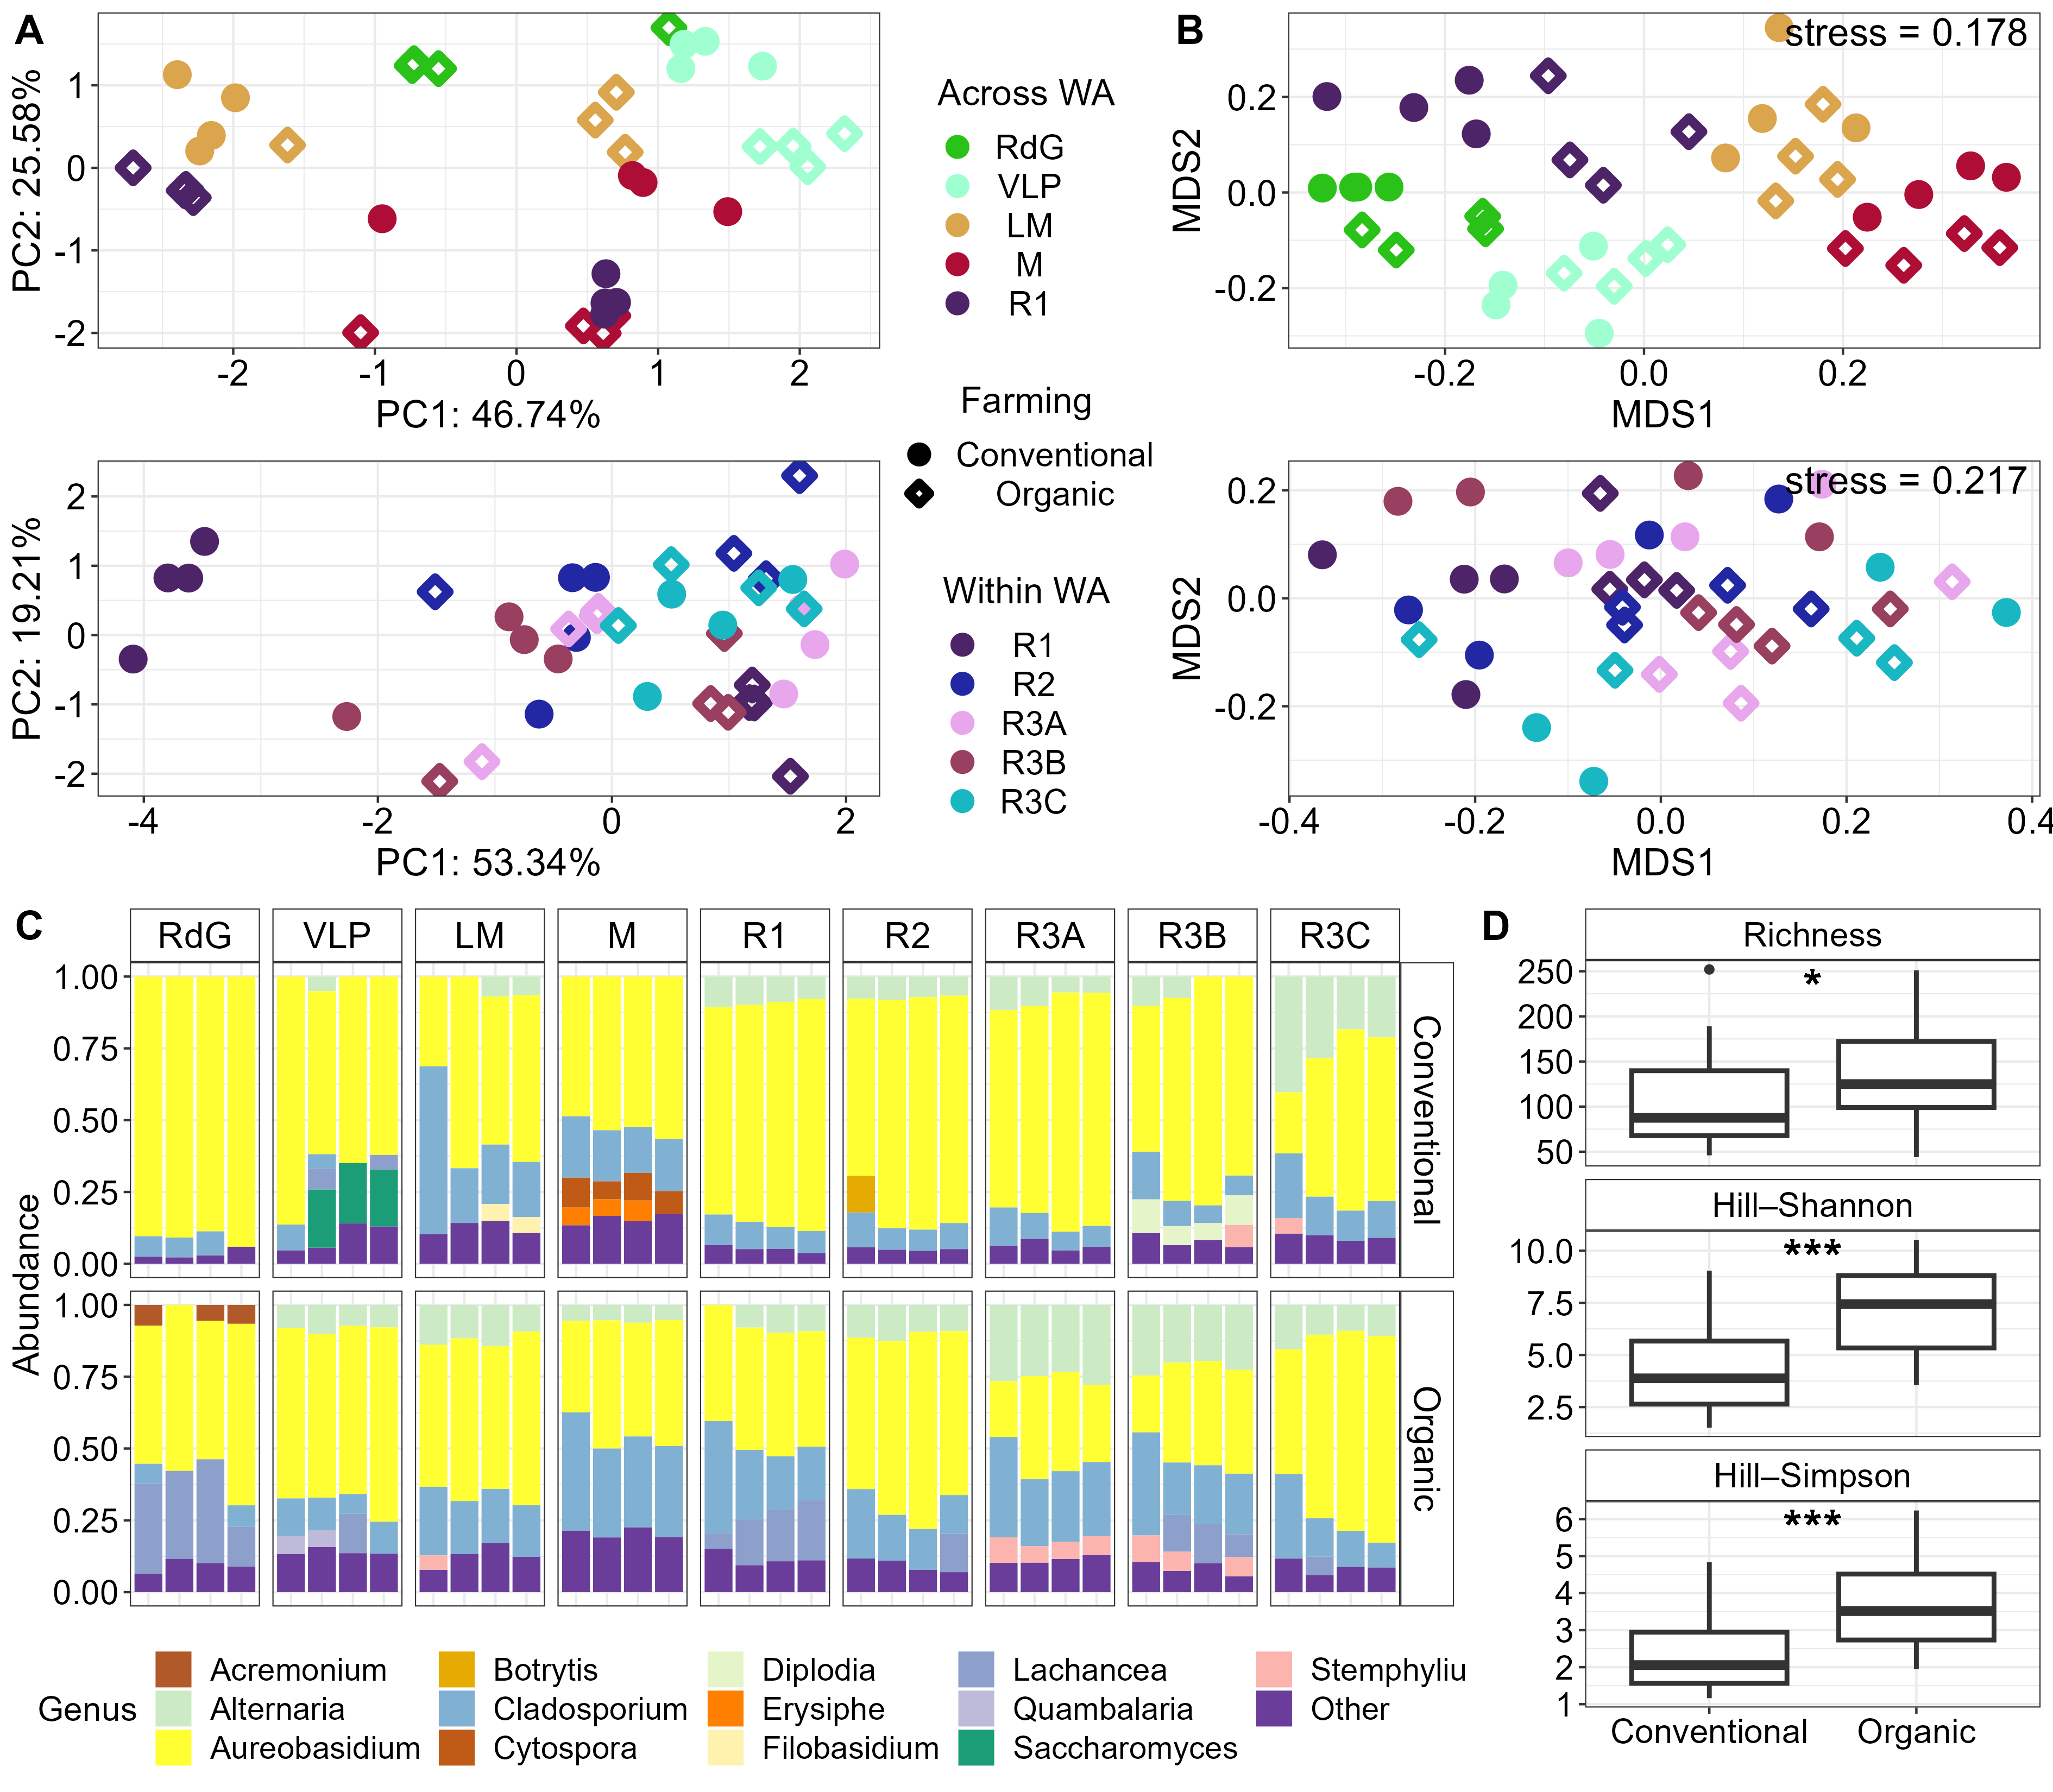 A
PC2: 25.58%
1
0
-1
-2
-2
-1
0
1
2
PC1: 46.74%
PC2: 19.21%
2
1
0
-1
-2
-4
-2
0
2
PC1: 53.34%
Across WA
RdG
VLP
LM
M
R1
Farming
Conventional
Organic
Within WA
R1
R2
R3A
R3B
R3C
B
stress = 0.178
MDS2
0.2
0.0
-0.2
-0.2
0.0
0.2
MDS1
stress = 0.217
MDS2
0.2
0.0
-0.2
-0.4
-0.2
0.0
0.2
0.4
MDS1
C
RdG
VLP
LM
M
R1
R2
R3A
R3B
R3C
Abundance
1.00
0.75
0.50
0.25
0.00
Conventional
1.00
0.75
0.50
0.25
0.00
Organic
Genus
Acremonium
Alternaria
Aureobasidium
Botrytis
Cladosporium
Cytospora
Diplodia
Erysiphe
Filobasidium
Lachancea
Quambalaria
Saccharomyces
Stemphyliu
Other
D
Richness
250
200
150
100
50
*
Hill–Shannon
10.0
7.5
5.0
2.5
***
Hill–Simpson
6
5
4
3
2
1
***
Conventional
Organic